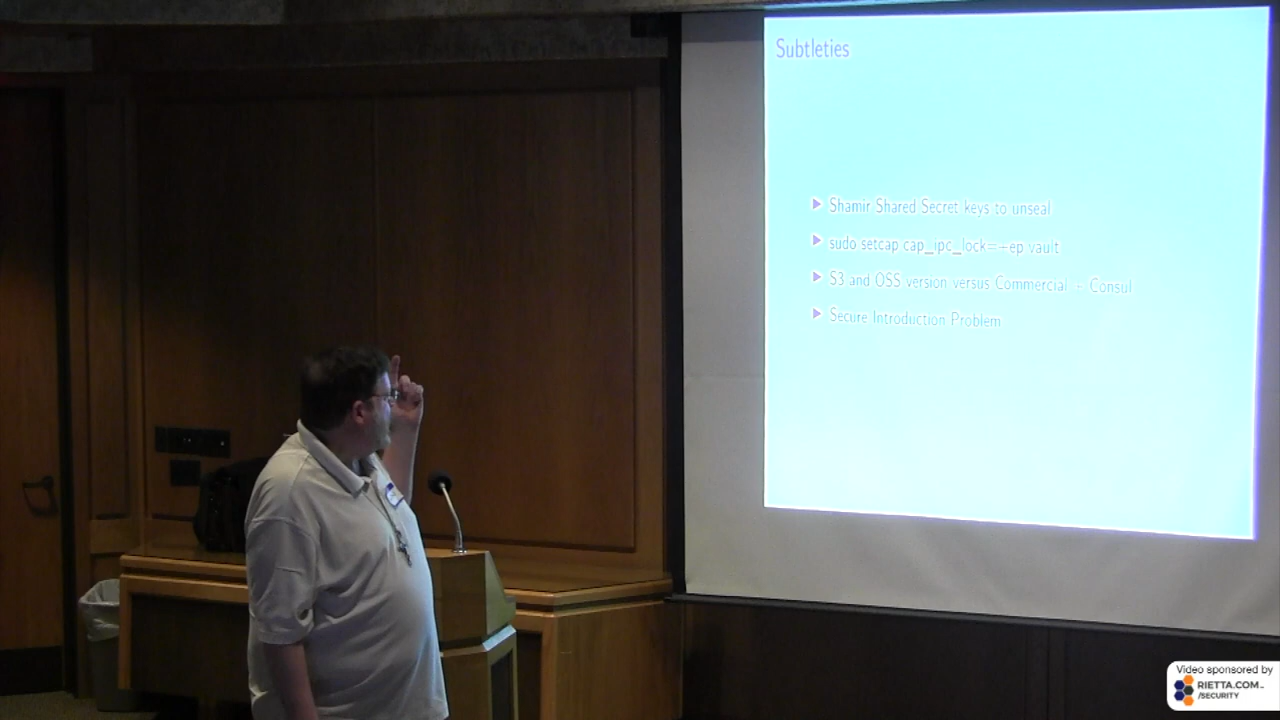 Subtleties
Shamir Shared Secret keys to unseal
sudo setcap cap_ipc_lock=+ep vault
S3 and OSS version versus Commercial + Consul
Secure Introduction Problem
Video sponsored by
RIETTA.COM
/SECURITY